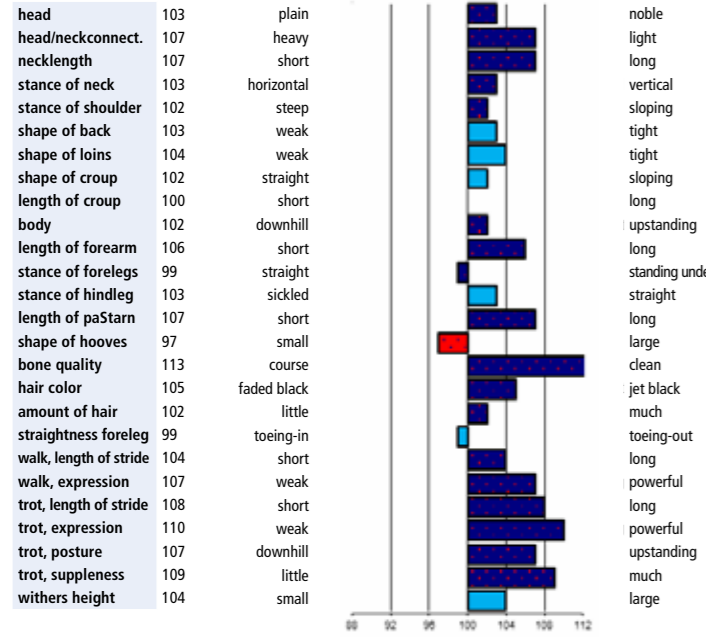 head 103 plain noble
head/neckconnect. 107 heavy light
necklength 107 short long
stance of neck 103 horizontal vertical
stance of shoulder 102 steep sloping
shape of back 103 weak tight
shape of loins 104 weak tight
shape of croup 102 straight sloping
length of croup 100 short long
body 102 downhill upstanding
length of forearm 106 short long
stance of forelegs 99 straight standing unde
stance of hindleg 103 sickled straight
length of paStarn 107 short long
shape of hooves 97 small large
bone quality 113 course clean
hair color 105 faded black jet black
amount of hair 102 little much
straightness foreleg 99 toeing-in toeing-out
walk, length of stride 104 short long
walk, expression 107 weak powerful
trot, length of stride 108 short long
trot, expression 110 weak powerful
trot, posture 107 downhill upstanding
trot, suppleness 109 little much
withers height 104 small large
88 92 96 100 104 108 112